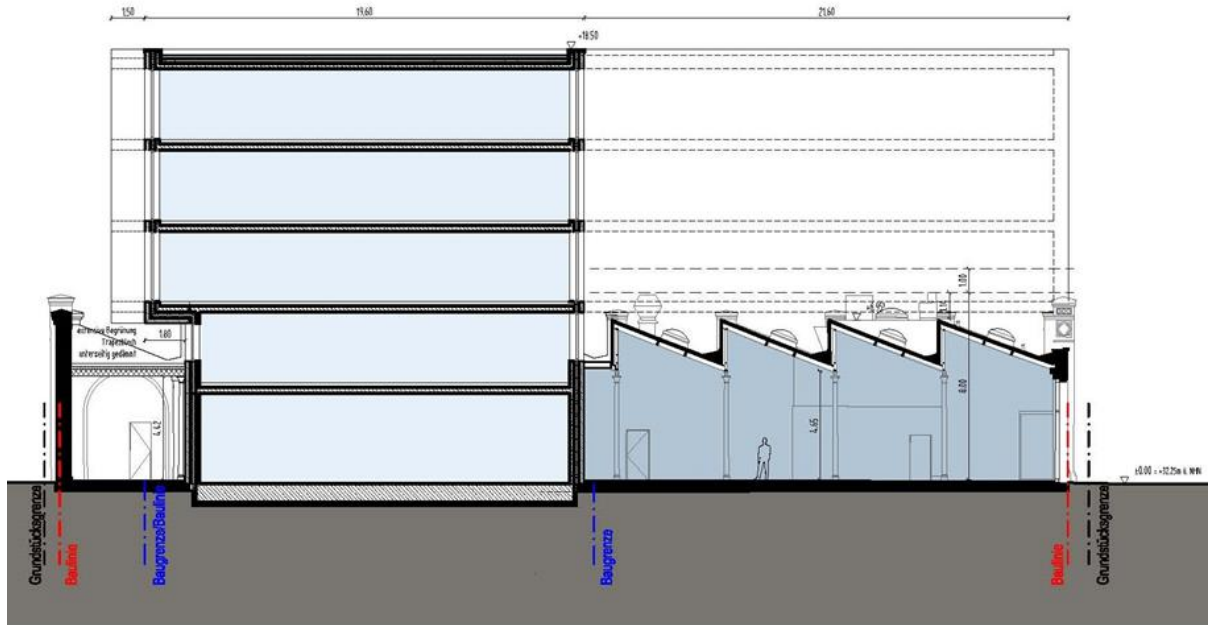 1.50
19.60
21.60
+18.50
1.00
extensive Begrünung
Trapezblech
unterseitig gedämmt
1.80
4.42
4.65
8.00
±0.00 = +32.25m ü. NHN
Grundstücksgrenze
Baulinie
Baugrenze/Baulinie
Baugrenze
Baulinie
Grundstücksgrenze